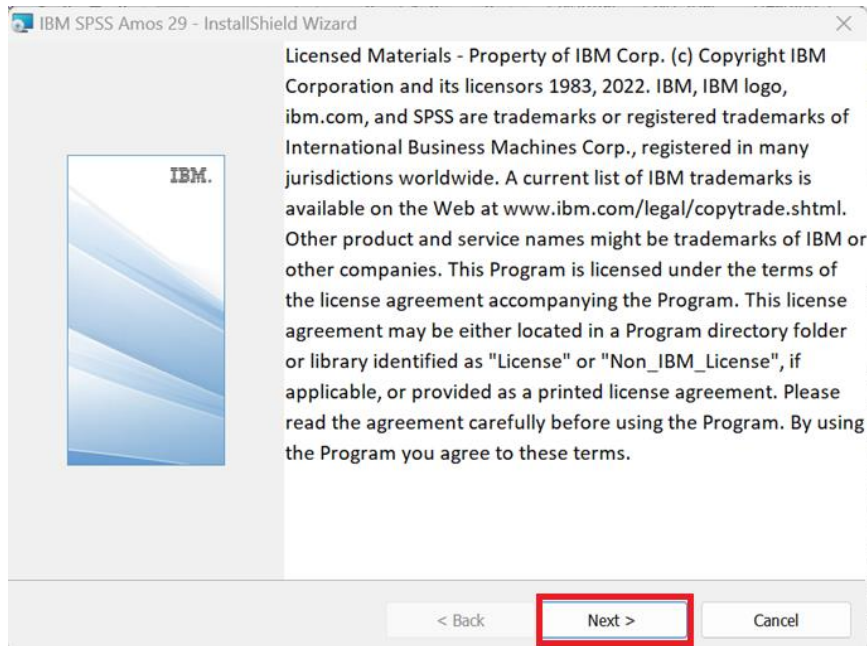 IBM SPSS Amos 29 - InstallShield Wizard
Licensed Materials - Property of IBM Corp. (c) Copyright IBM
Corporation and its licensors 1983, 2022. IBM, IBM logo,
ibm.com, and SPSS are trademarks or registered trademarks of
International Business Machines Corp., registered in many
jurisdictions worldwide. A current list of IBM trademarks is
available on the Web at www.ibm.com/legal/copytrade.shtml.
Other product and service names might be trademarks of IBM or
other companies. This Program is licensed under the terms of
the license agreement accompanying the Program. This license
agreement may be either located in a Program directory folder
or library identified as "License" or "Non_IBM_License", if
applicable, or provided as a printed license agreement. Please
read the agreement carefully before using the Program. By using
the Program you agree to these terms.
IBM.
< Back Next > Cancel